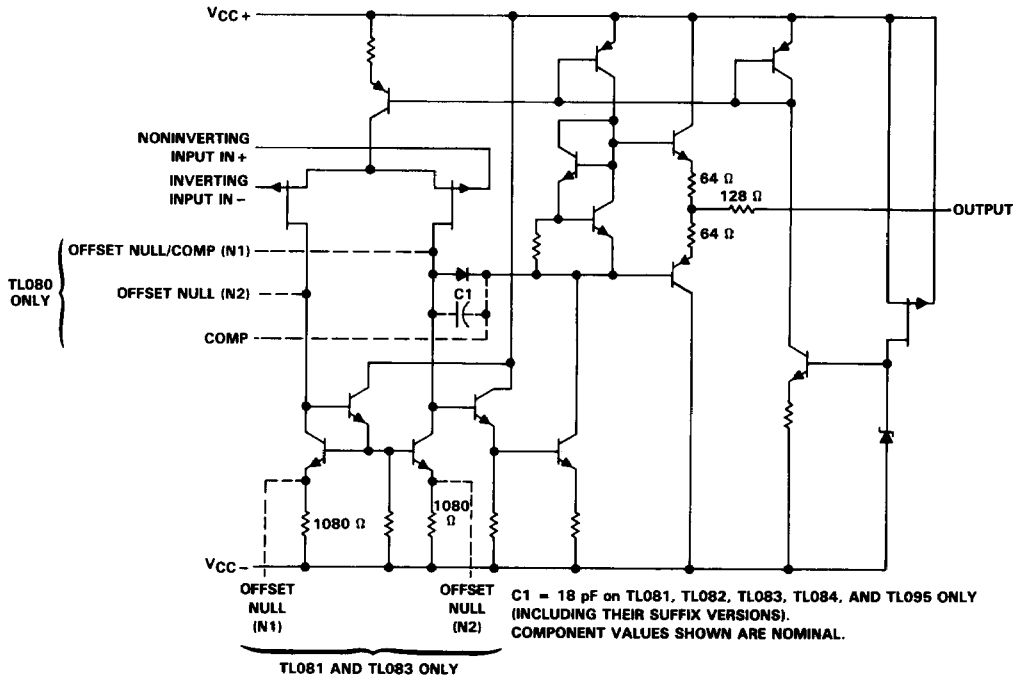 VCC+
NONINVERTING
INPUT IN+
INVERTING
INPUT IN−
64 Ω
128 Ω
OUTPUT
64 Ω
OFFSET NULL/COMP (N1)
TL080
ONLY
OFFSET NULL (N2)
C1
COMP
1080 Ω
1080
Ω
VCC−
OFFSET
NULL
(N1)
OFFSET
NULL
(N2)
C1 = 18 pF on TL081, TL082, TL083, TL084, AND TL095 ONLY
(INCLUDING THEIR SUFFIX VERSIONS).
COMPONENT VALUES SHOWN ARE NOMINAL.
TL081 AND TL083 ONLY